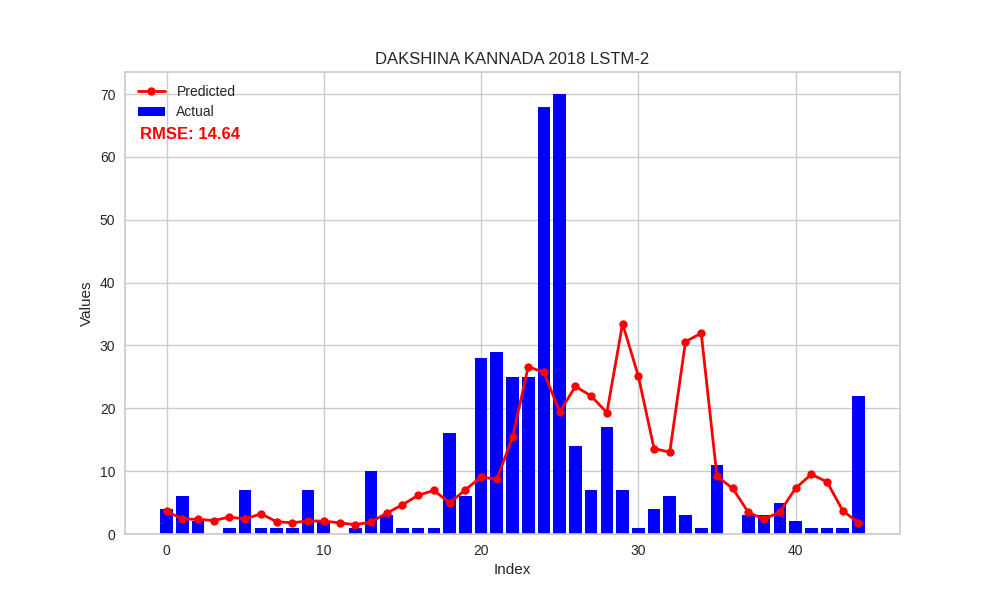 DAKSHINA KANNADA 2018 LSTM-2
Predicted
Actual
RMSE: 14.64
70
60
50
40
30
20
10
0
Values
0 10 20 30 40
Index